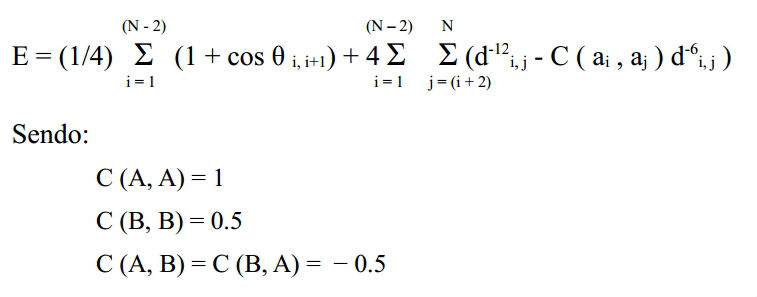 (N - 2) (N – 2) N
E = (1/4) Σ (1 + cos θ i, i+1) + 4 Σ Σ (d-12i, j - C ( ai , aj ) d-6i, j )
i = 1 i = 1 j = (i + 2)
Sendo:
C (A, A) = 1
C (B, B) = 0.5
C (A, B) = C (B, A) = − 0.5